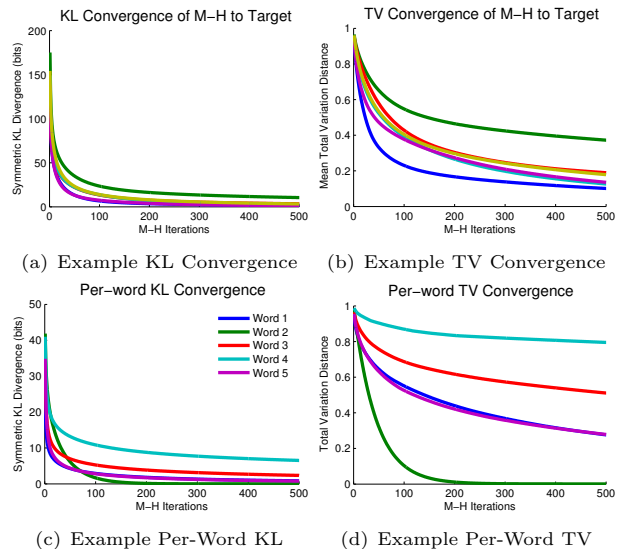 KL Convergence of M-H to Target
Symmetric KL Divergence (bits)
200
150
100
50
0
0 100 200 300 400 500
M-H Iterations
(a) Example KL Convergence
TV Convergence of M-H to Target
Mean Total Variation Distance
1
0.8
0.6
0.4
0.2
0
0 100 200 300 400 500
M-H Iterations
(b) Example TV Convergence
Per-word KL Convergence
Symmetric KL Divergence (bits)
50
40
30
20
10
0
0 100 200 300 400 500
M-H Iterations
Word 1
Word 2
Word 3
Word 4
Word 5
(c) Example Per-Word KL
Per-word TV Convergence
Total Variation Distance
1
0.8
0.6
0.4
0.2
0
0 100 200 300 400 500
M-H Iterations
(d) Example Per-Word TV